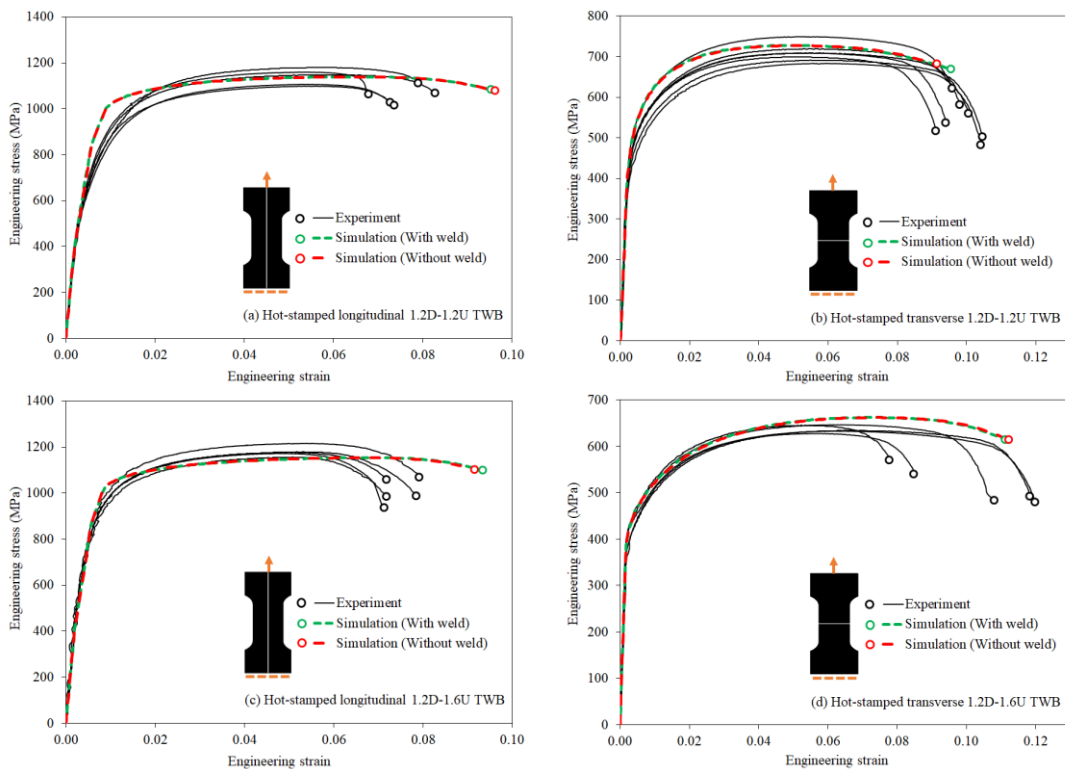 1400
1200
1000
800
600
400
200
0
Engineering stress (MPa)
Experiment
Simulation (With weld)
Simulation (Without weld)
(a) Hot-stamped longitudinal 1.2D-1.2U TWB
0.00 0.02 0.04 0.06 0.08 0.10
Engineering strain
800
700
600
500
400
300
200
100
0
Engineering stress (MPa)
Experiment
Simulation (With weld)
Simulation (Without weld)
(b) Hot-stamped transverse 1.2D-1.2U TWB
0.00 0.02 0.04 0.06 0.08 0.10 0.12
Engineering strain
1400
1200
1000
800
600
400
200
0
Engineering stress (MPa)
Experiment
Simulation (With weld)
Simulation (Without weld)
(c) Hot-stamped longitudinal 1.2D-1.6U TWB
0.00 0.02 0.04 0.06 0.08 0.10
Engineering strain
700
600
500
400
300
200
100
0
Engineering stress (MPa)
Experiment
Simulation (With weld)
Simulation (Without weld)
(d) Hot-stamped transverse 1.2D-1.6U TWB
0.00 0.02 0.04 0.06 0.08 0.10 0.12
Engineering strain